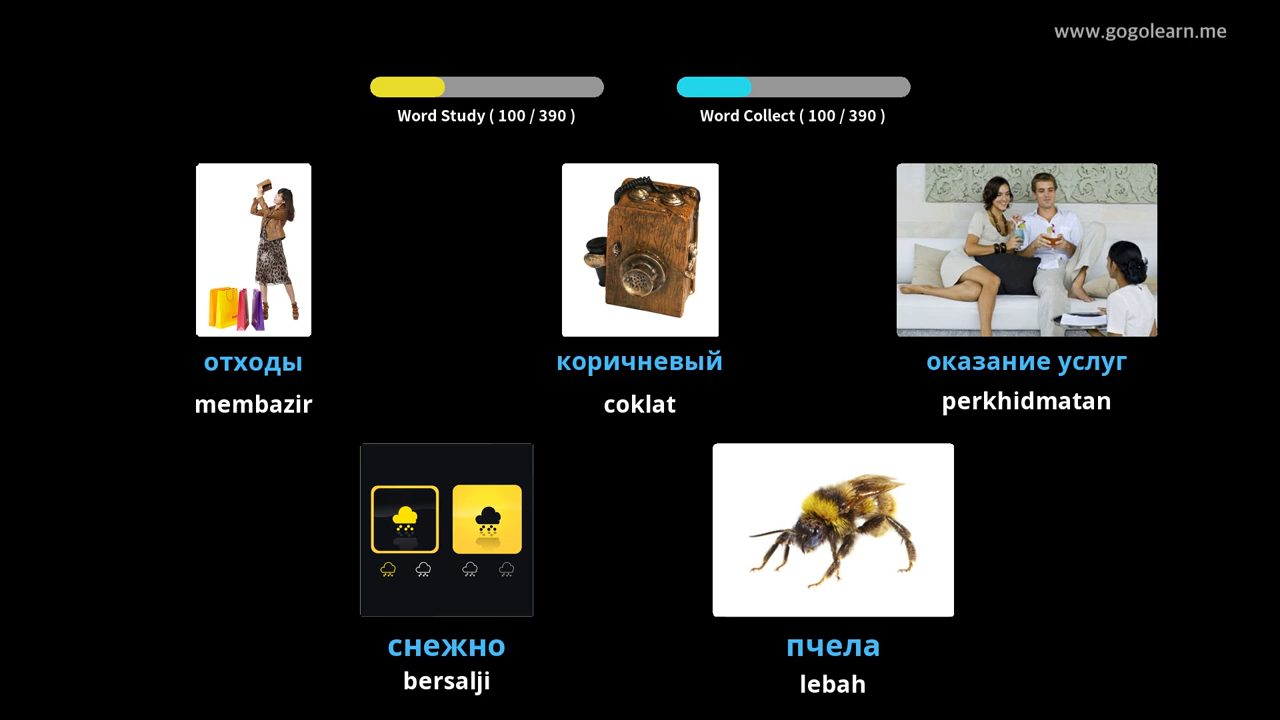 www.gogolearn.me
Word Study ( 100 / 390 )
Word Collect ( 100 / 390 )
отходы
коричневый
оказание услуг
membazir
coklat
perkhidmatan
снежно
пчела
bersalji
lebah